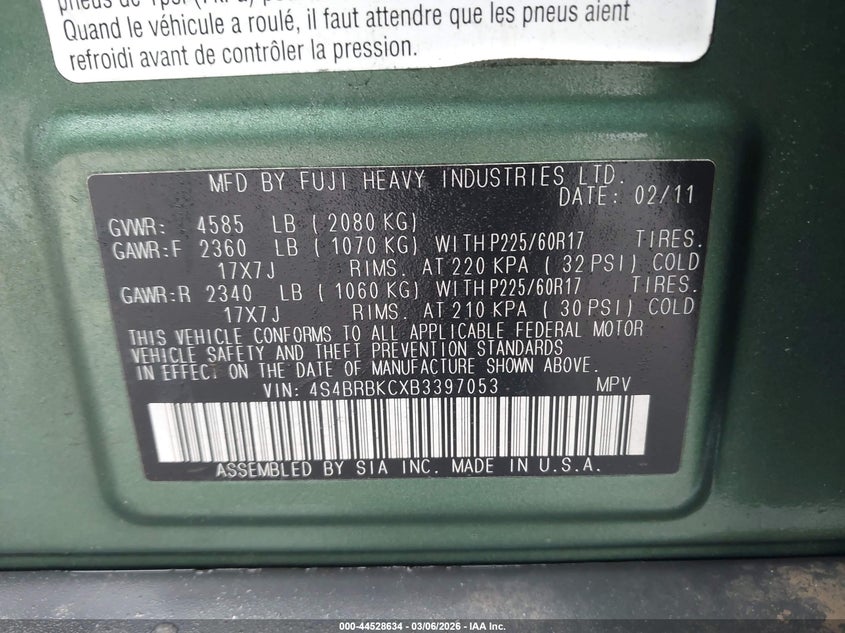 Quand le véhicule a roulé, il faut attendre que les pneus aient
refroidi avant de contrôler la pression.
MFD BY FUJI HEAVY INDUSTRIES LTD.
DATE: 02/11
GVWR: 4585 LB ( 2080 KG)
GAWR:F 2360 LB ( 1070 KG) WITH P225/60R17 TIRES.
17X7J RIMS. AT 220 KPA ( 32 PSI) COLD
GAWR:R 2340 LB ( 1060 KG) WITH P225/60R17 TIRES.
17X7J RIMS. AT 210 KPA ( 30 PSI) COLD
THIS VEHICLE CONFORMS TO ALL APPLICABLE FEDERAL MOTOR
VEHICLE SAFETY AND THEFT PREVENTION STANDARDS
IN EFFECT ON THE DATE OF MANUFACTURE SHOWN ABOVE.
VIN: 4S4BRBKCXB3397053 MPV
ASSEMBLED BY SIA INC. MADE IN U.S.A.
000-44528634 - 03/06/2026 - IAA Inc.